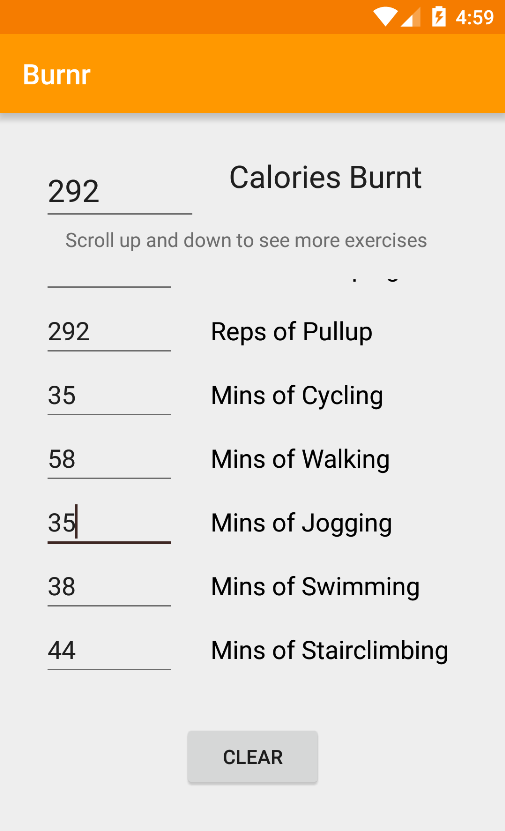 4:59
Burnr
292 Calories Burnt
Scroll up and down to see more exercises
292 Reps of Pullup
35 Mins of Cycling
58 Mins of Walking
35 Mins of Jogging
38 Mins of Swimming
44 Mins of Stairclimbing
CLEAR